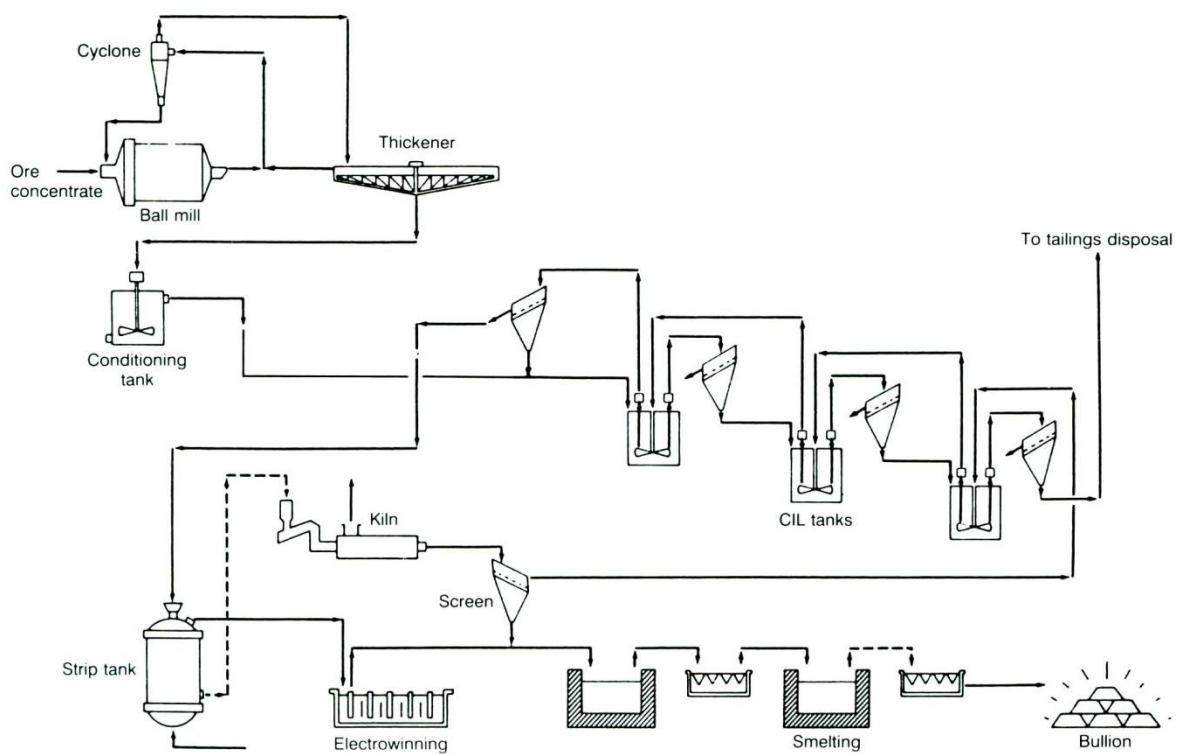 Cyclone
Thickener
Ore
concentrate
Ball mill
To tailings disposal
Conditioning
tank
CIL tanks
Kiln
Screen
Strip tank
Electrowinning
Smelting
Bullion